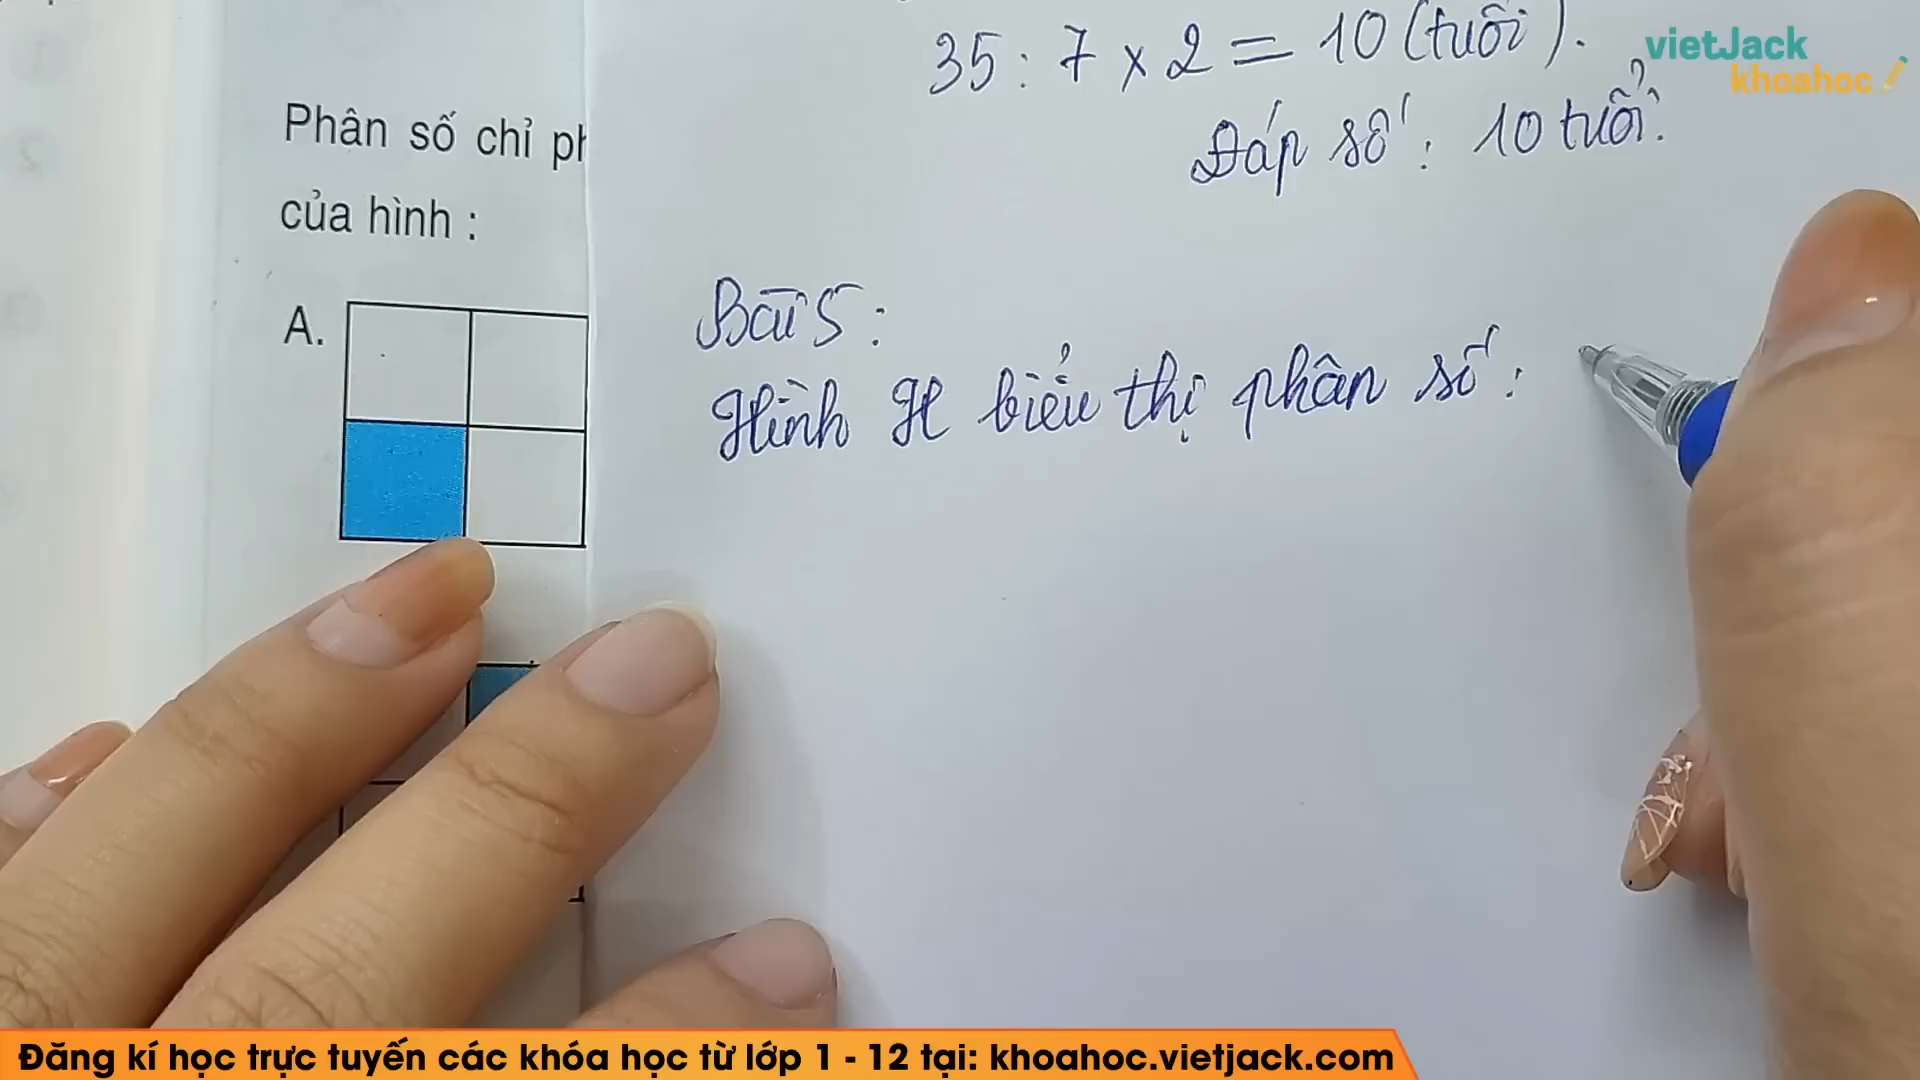 35 : 7 x 2 = 10 (tuổi).
Đáp số : 10 tuổi.
vietJack
khoahoc
Phân số chỉ
của hình :
A.
Bài 5 :
Hình H biểu thị phân số :
Đăng kí học trực tuyến các khóa học từ lớp 1 - 12 tại: khoahoc.vietjack.com